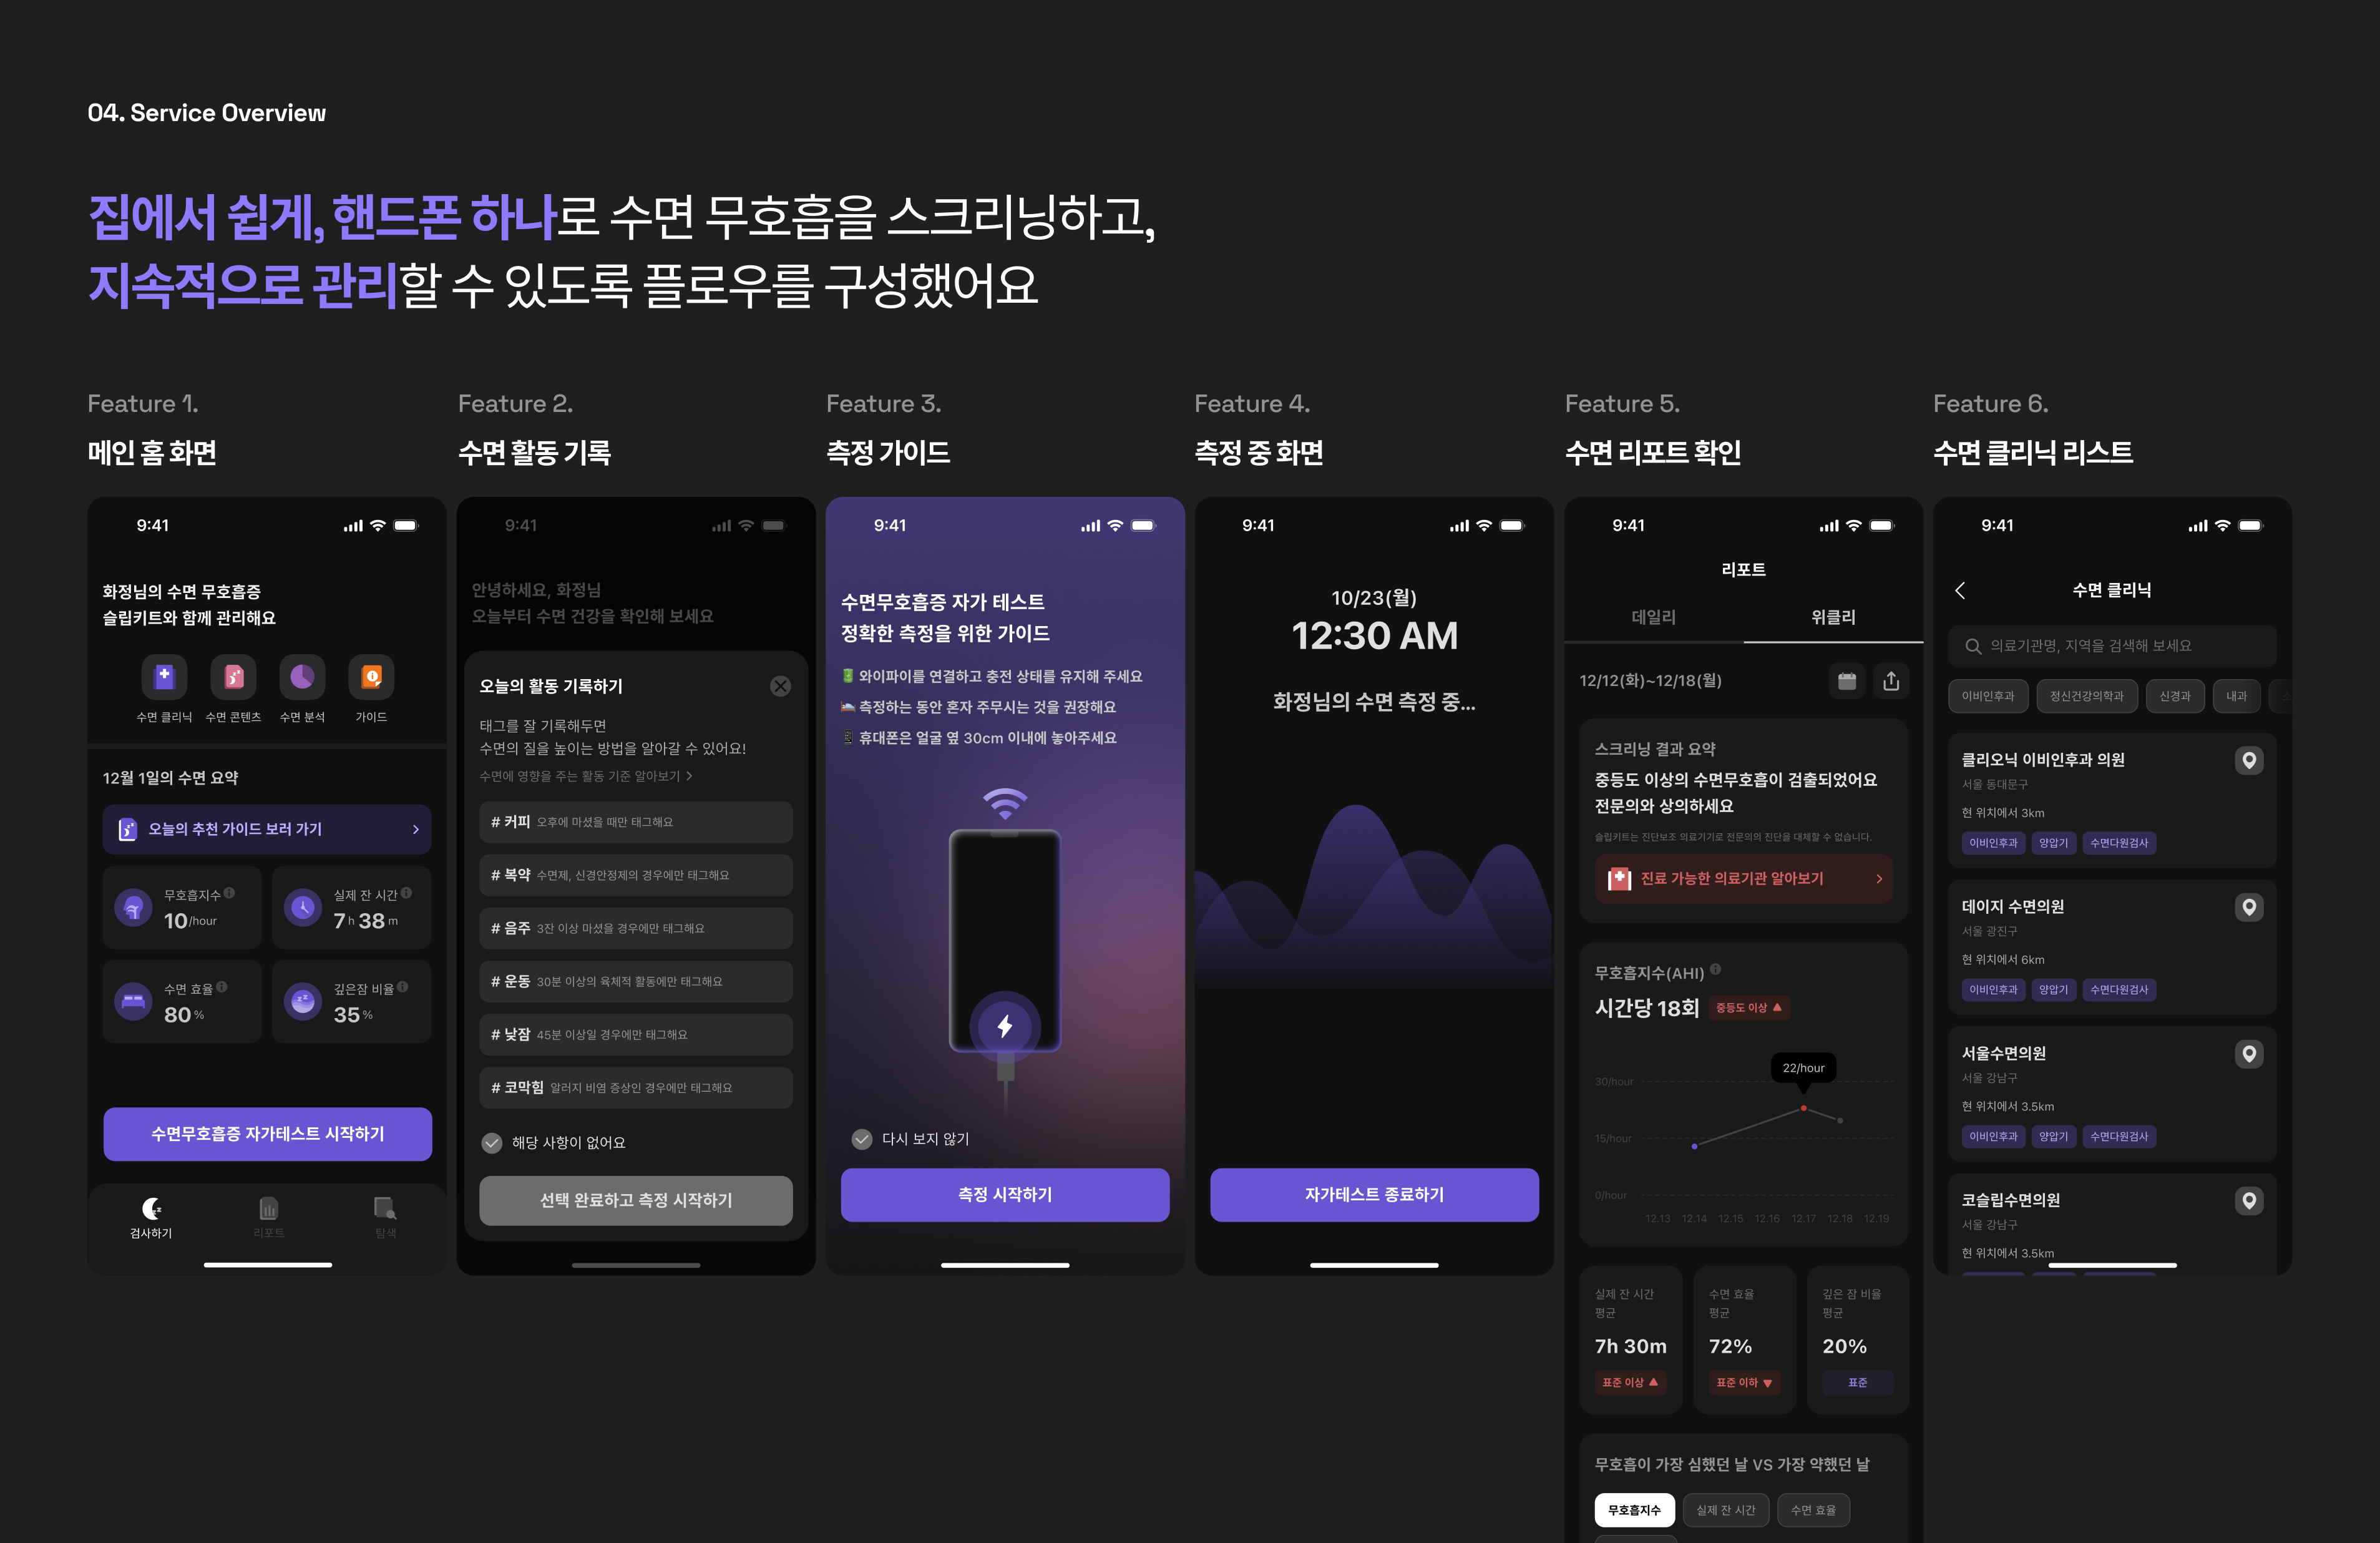 04. Service Overview
집에서 쉽게, 핸드폰 하나로 수면 무호흡을 스크리닝하고,
지속적으로 관리할 수 있도록 플로우를 구성했어요
Feature 1.
메인 홈 화면
9:41
화정님의 수면 무호흡증
슬립키트와 함께 관리해요
수면 클리닉 수면 콘텐츠 수면 분석 가이드
12월 1일의 수면 요약
오늘의 추천 가이드 보러 가기
무호흡지수
10/hour
실제 잔 시간
7 h 38 m
수면 효율
80 %
깊은잠 비율
35 %
수면무호흡증 자가테스트 시작하기
검사하기 리포트 탐색
Feature 2.
수면 활동 기록
9:41
안녕하세요, 화정님
오늘부터 수면 건강을 확인해 보세요
오늘의 활동 기록하기
태그를 잘 기록해두면
수면의 질을 높이는 방법을 알아갈 수 있어요!
수면에 영향을 주는 활동 기준 알아보기
# 커피 오후에 마셨을 때만 태그해요
# 복약 수면제, 신경안정제의 경우에만 태그해요
# 음주 3잔 이상 마셨을 경우에만 태그해요
# 운동 30분 이상의 육체적 활동에만 태그해요
# 낮잠 45분 이상일 경우에만 태그해요
# 코막힘 알러지 비염 증상인 경우에만 태그해요
해당 사항이 없어요
선택 완료하고 측정 시작하기
Feature 3.
측정 가이드
9:41
수면무호흡증 자가 테스트
정확한 측정을 위한 가이드
와이파이를 연결하고 충전 상태를 유지해 주세요
측정하는 동안 혼자 주무시는 것을 권장해요
휴대폰은 얼굴 옆 30cm 이내에 놓아주세요
다시 보지 않기
측정 시작하기
Feature 4.
측정 중 화면
9:41
10/23(월)
12:30 AM
화정님의 수면 측정 중...
자가테스트 종료하기
Feature 5.
수면 리포트 확인
9:41
리포트
데일리 위클리
12/12(화)~12/18(월)
스크리닝 결과 요약
중등도 이상의 수면무호흡이 검출되었어요
전문의와 상의하세요
슬립키트는 진단보조 의료기기로 전문의의 진단을 대체할 수 없습니다.
진료 가능한 의료기관 알아보기
무호흡지수(AHI)
시간당 18회 중등도 이상 ▲
22/hour
30/hour
15/hour
0/hour
12.13 12.14 12.15 12.16 12.17 12.18 12.19
실제 잔 시간
평균
7h 30m
표준 이상 ▲
수면 효율
평균
72%
표준 이하 ▼
깊은 잠 비율
평균
20%
표준
무호흡이 가장 심했던 날 VS 가장 약했던 날
무호흡지수 실제 잔 시간 수면 효율
Feature 6.
수면 클리닉 리스트
9:41
수면 클리닉
의료기관명, 지역을 검색해 보세요
이비인후과 정신건강의학과 신경과 내과
클리오닉 이비인후과 의원
서울 동대문구
현 위치에서 3km
이비인후과 양압기 수면다원검사
데이지 수면의원
서울 광진구
현 위치에서 6km
이비인후과 양압기 수면다원검사
서울수면의원
서울 강남구
현 위치에서 3.5km
이비인후과 양압기 수면다원검사
코슬립수면의원
서울 강남구
현 위치에서 3.5km